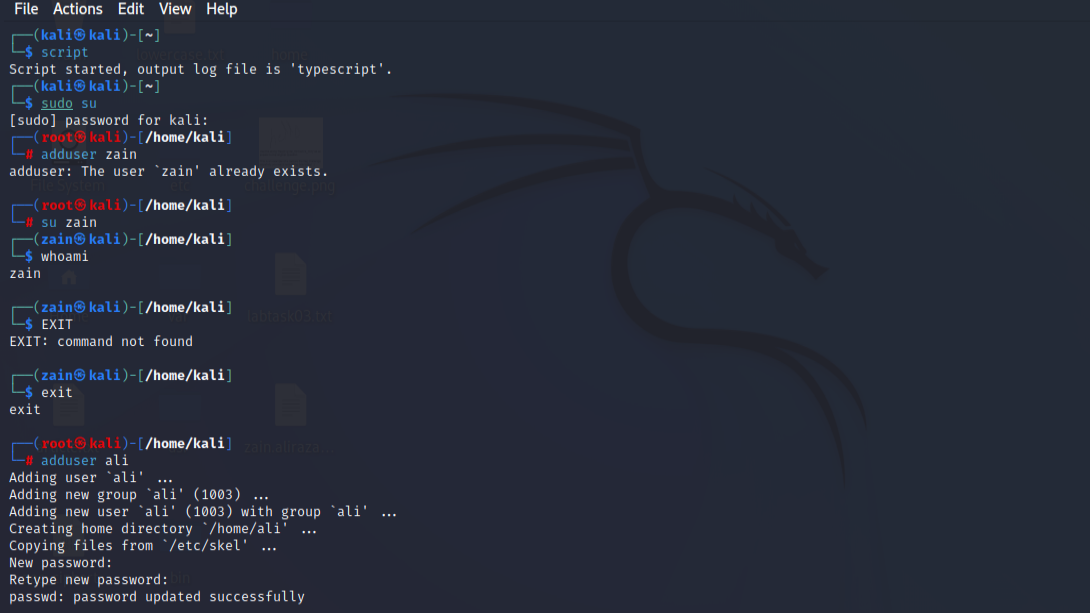 File Actions Edit View Help
┌──(kali㉿kali)-[~]
└─$ script
Script started, output log file is 'typescript'.
┌──(kali㉿kali)-[~]
└─$ sudo su
[sudo] password for kali:
┌──(root㉿kali)-[/home/kali]
└─# adduser zain
adduser: The user `zain' already exists.
┌──(root㉿kali)-[/home/kali]
└─# su zain
┌──(zain㉿kali)-[/home/kali]
└─$ whoami
zain
┌──(zain㉿kali)-[/home/kali]
└─$ EXIT
EXIT: command not found
┌──(zain㉿kali)-[/home/kali]
└─$ exit
exit
┌──(root㉿kali)-[/home/kali]
└─# adduser ali
Adding user `ali' ...
Adding new group `ali' (1003) ...
Adding new user `ali' (1003) with group `ali' ...
Creating home directory `/home/ali' ...
Copying files from `/etc/skel' ...
New password:
Retype new password:
passwd: password updated successfully